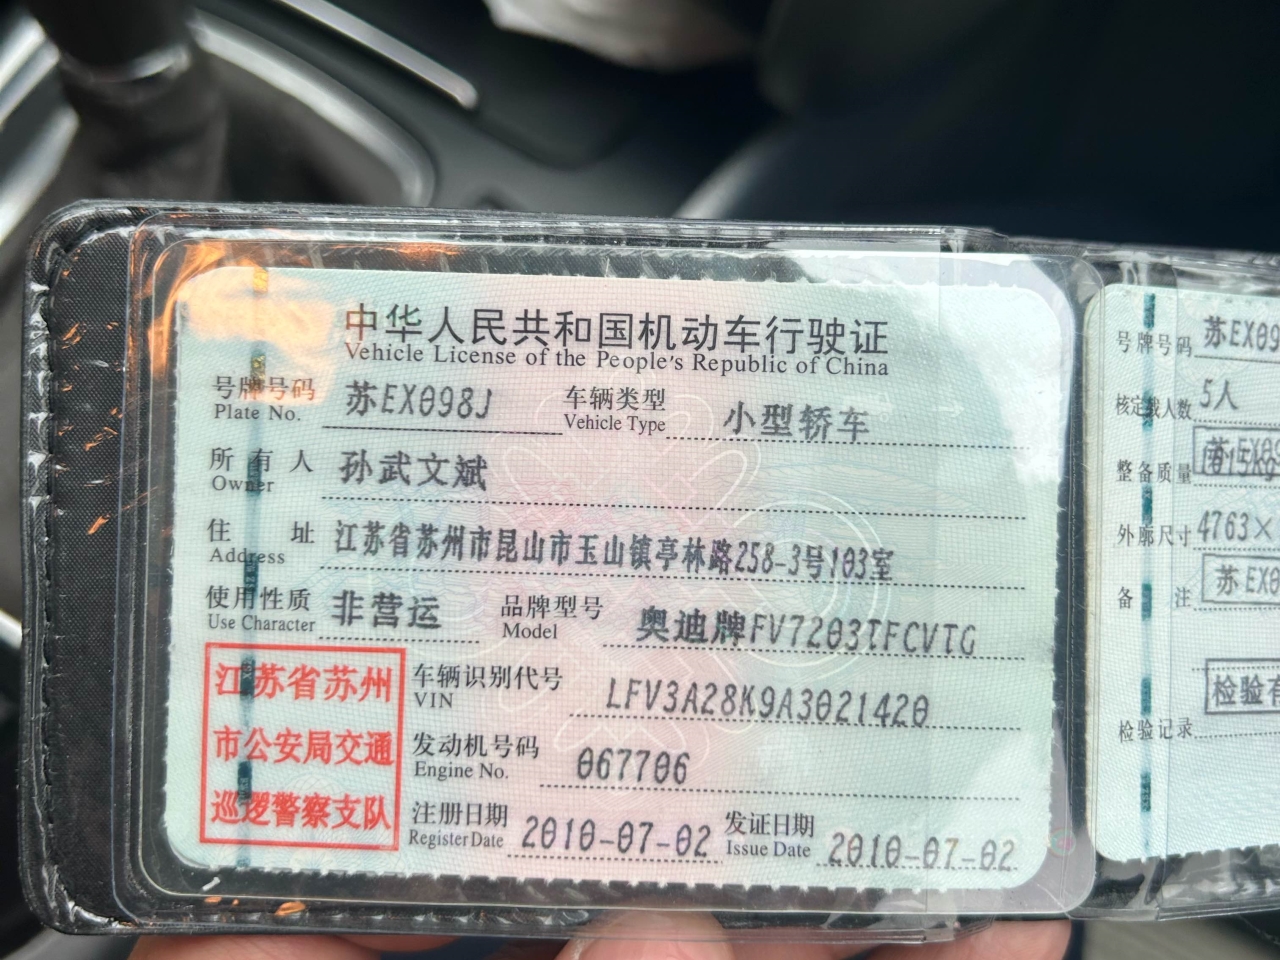 中华人民共和国机动车行驶证
Vehicle License of the People's Republic of China
号牌号码 苏EX098J 车辆类型 小型轿车
Plate No. Vehicle Type
所有人 孙武文斌
Owner
住址 江苏省苏州市昆山市玉山镇亭林路258-3号103室
Address
使用性质 非营运 品牌型号 奥迪牌FV7203TFCVTG
Use Character Model
江苏省苏州
市公安局交通
巡逻警察支队
车辆识别代号 LFV3A28K9A3021420
VIN
发动机号码 067706
Engine No.
注册日期 2010-07-02 发证日期 2010-07-02
Register Date Issue Date
号牌号码 苏EX09
核定载人数 5人
整备质量
外廓尺寸 4763×
备注 苏EX0
检验有
检验记录